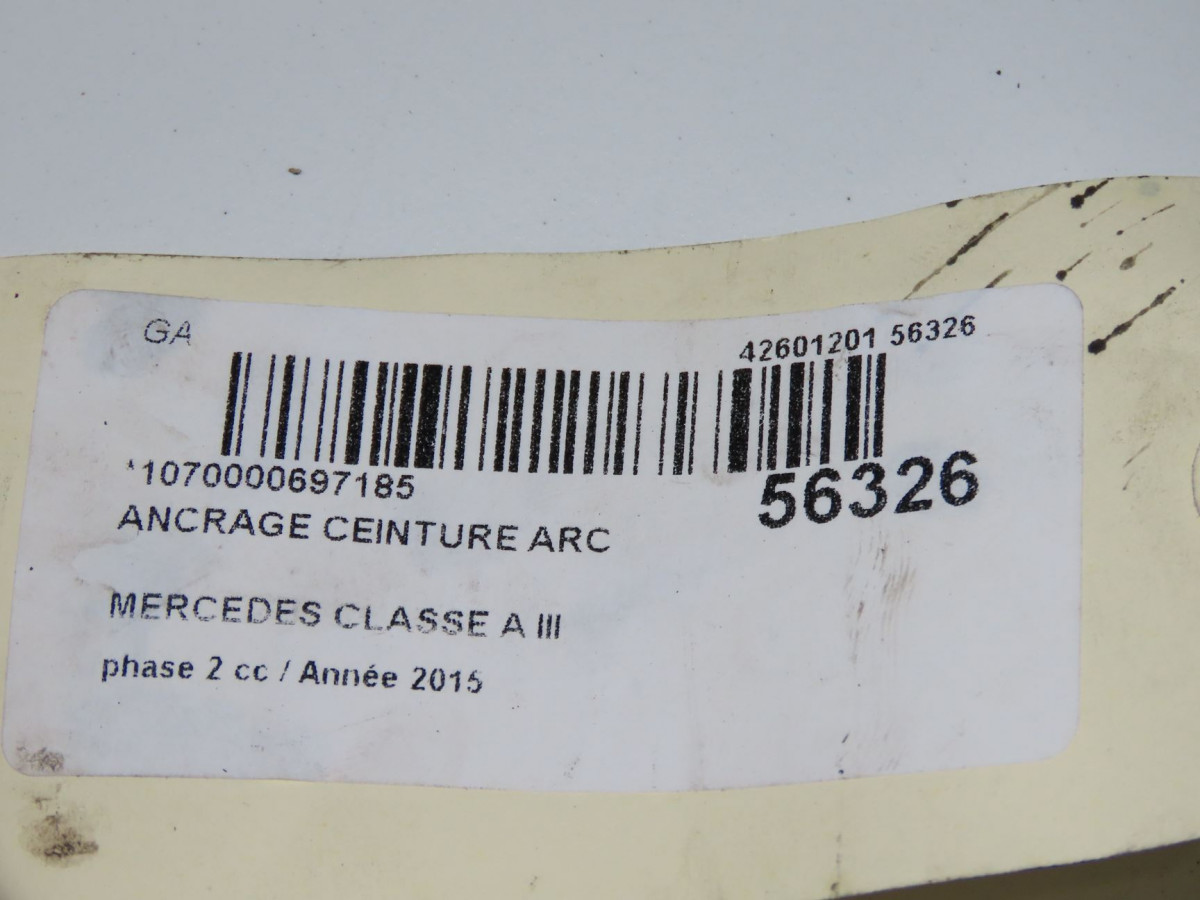 GA
42601201 56326
*1070000697185
56326
ANCRAGE CEINTURE ARC
MERCEDES CLASSE A III
phase 2 cc / Année 2015